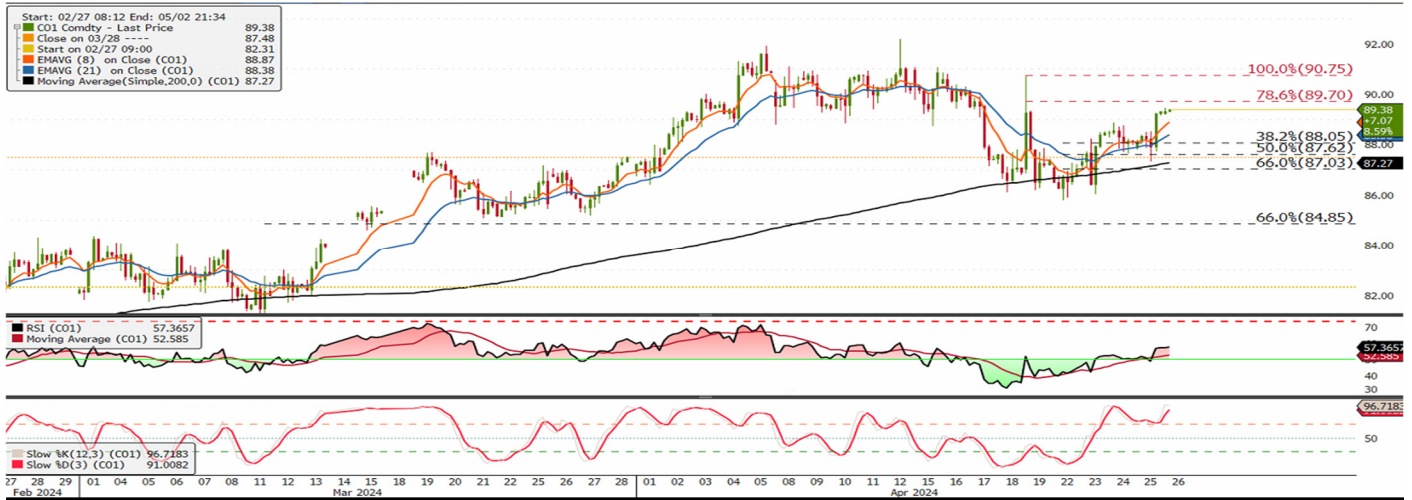 Start: 02/27 08:12 End: 05/02 21:34
CO1 Comdty - Last Price 89.38
Close on 03/28 ---- 87.48
Start on 02/27 09:00 82.31
EMAVG (8) on Close (CO1) 88.87
EMAVG (21) on Close (CO1) 88.38
Moving Average(Simple,200,0) (CO1) 87.27
92.00
100.0%(90.75)
90.00
78.6%(89.70)
89.38
+7.07
8.59%
38.2%(88.05)
88.00
50.0%(87.62)
66.0%(87.03)
87.27
86.00
66.0%(84.85)
84.00
82.00
RSI (CO1) 57.3657
Moving Average (CO1) 52.585
70
57.3657
52.585
40
30
96.7183
50
Slow %K(12,3) (CO1) 96.7183
Slow %D(3) (CO1) 91.0082
27 28 29 01 04 05 06 07 08 11 12 13 14 15 18 19 20 21 22 25 26 27 28 01 02 03 04 05 08 09 10 11 12 15 16 17 18 19 22 23 24 25 26
Feb 2024 Mar 2024 Apr 2024